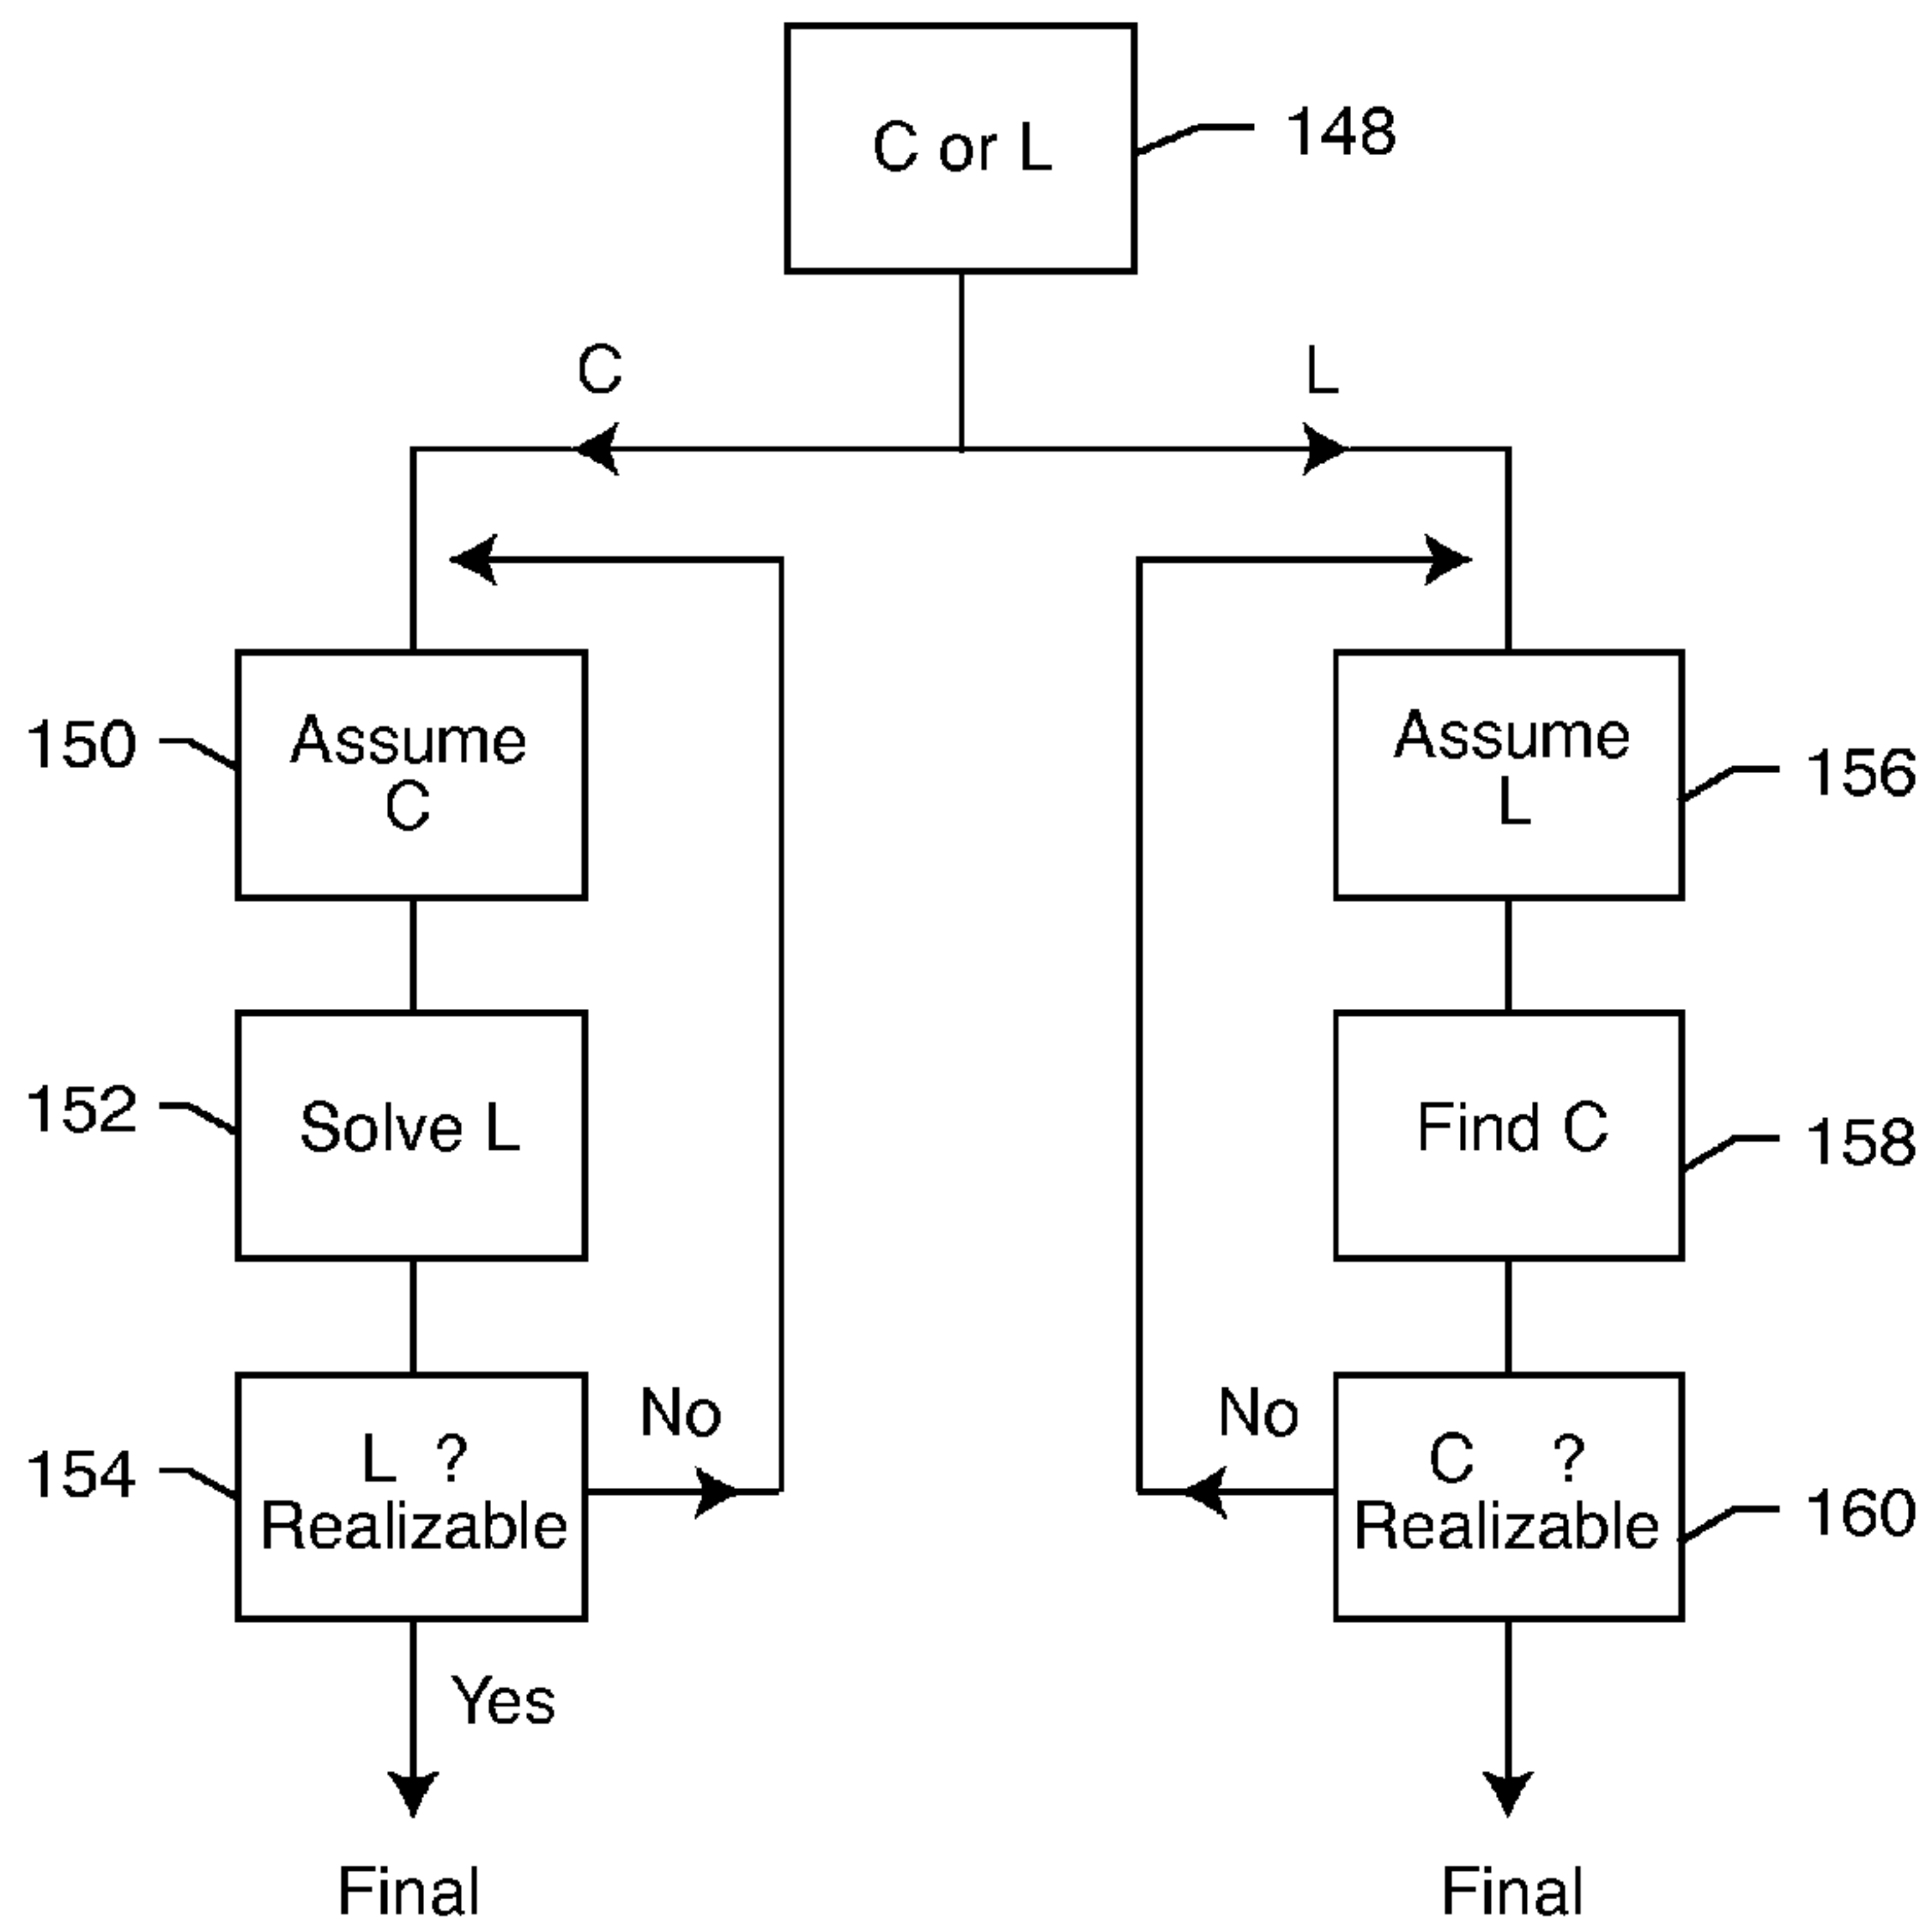 C or L
148
C
L
150
Assume
C
Assume
L
156
152
Solve L
Find C
158
154
L ?
Realizable
No
No
C ?
Realizable
160
Yes
Final
Final